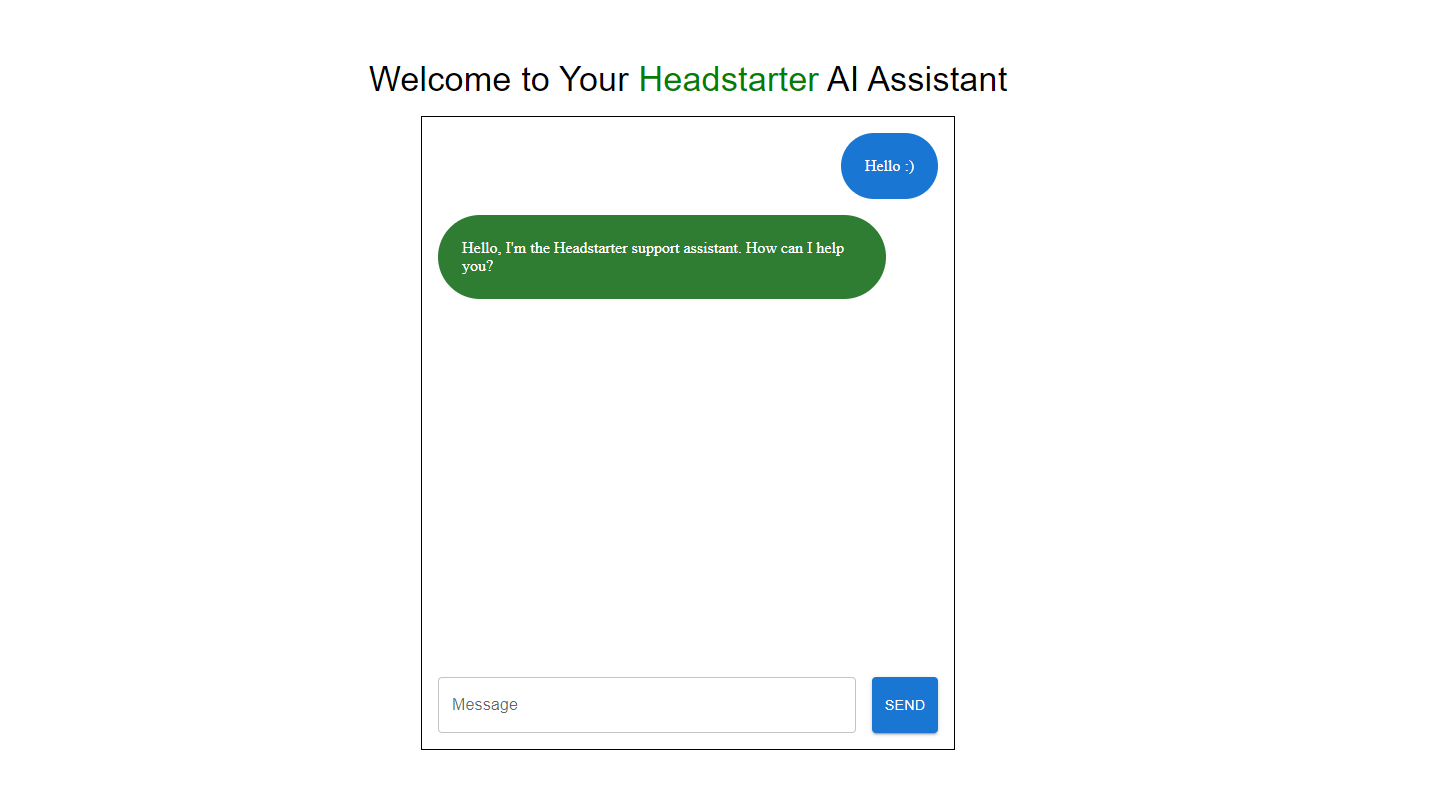 Welcome to Your Headstarter AI Assistant
Hello :)
Hello, I'm the Headstarter support assistant. How can I help
you?
Message
SEND